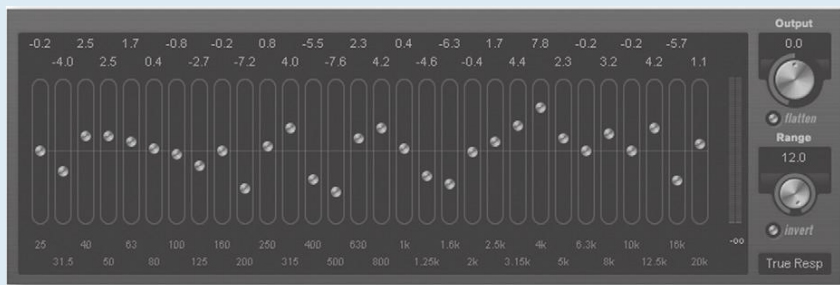 Output
-0.2 2.5 1.7 -0.8 -0.2 0.8 -5.5 2.3 0.4 -6.3 1.7 7.8 -0.2 -0.2 -5.7
0.0
-4.0 2.5 0.4 -2.7 -7.2 4.0 -7.6 4.2 -4.6 -0.4 4.4 2.3 3.2 4.2 1.1
flatten
Range
12.0
invert
25 40 63 100 160 250 400 630 1k 1.6k 2.5k 4k 6.3k 10k 16k
-00
31.5 50 80 125 200 315 500 800 1.25k 2k 3.15k 5k 8k 12.5k 20k
True Resp